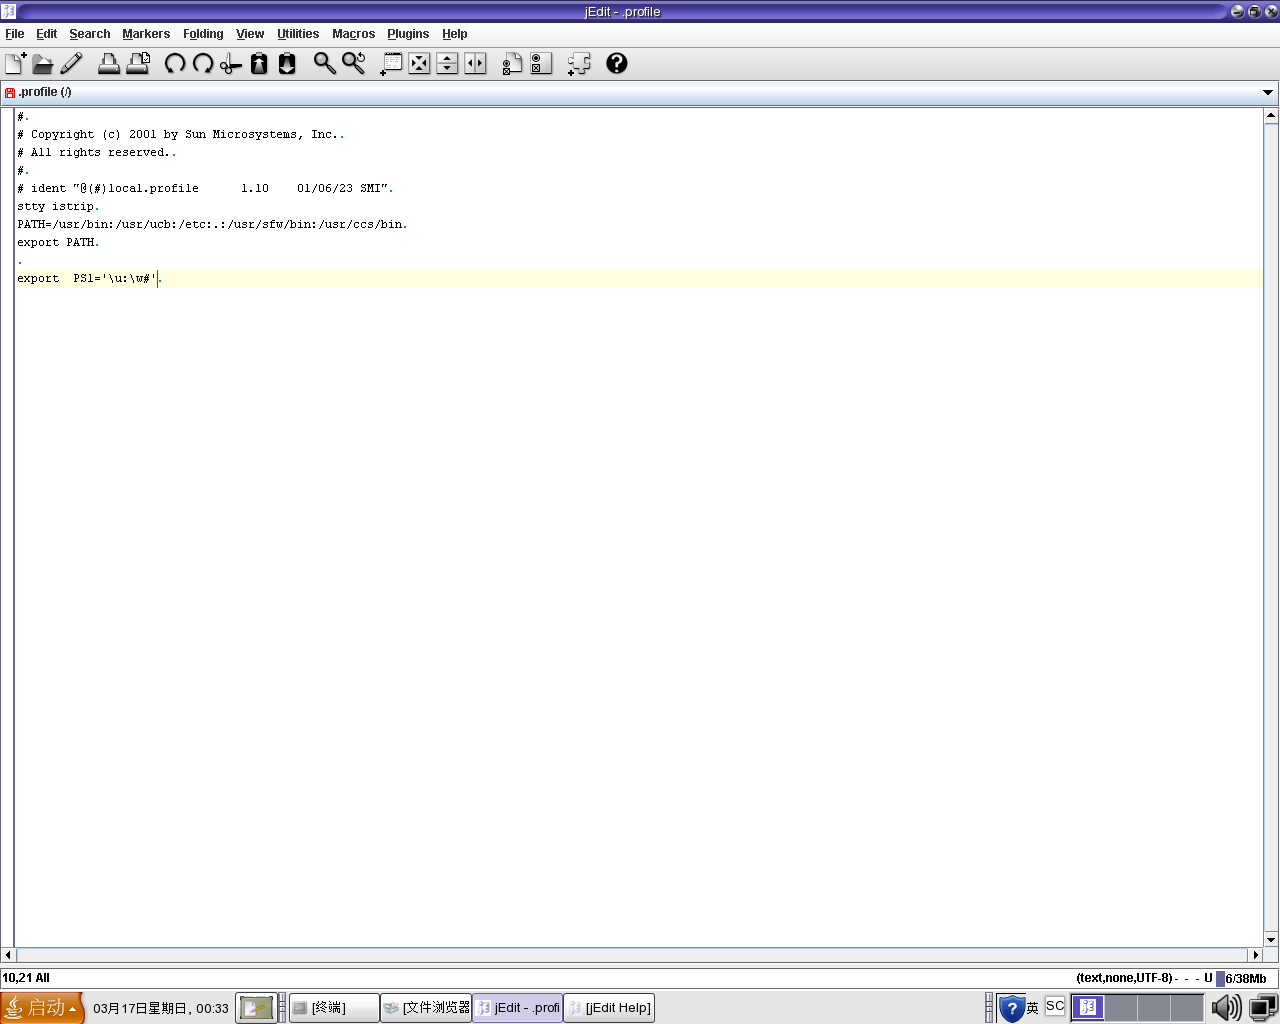 jEdit - .profile
File Edit Search Markers Folding View Utilities Macros Plugins Help
.profile (/)
#.
# Copyright (c) 2001 by Sun Microsystems, Inc..
# All rights reserved..
#.
# ident "@(#)local.profile      1.10    01/06/23 SMI".
stty istrip.
PATH=/usr/bin:/usr/ucb:/etc:.:/usr/sfw/bin:/usr/ccs/bin.
export PATH.
.
export  PS1='\u:\w#'.
10,21 All (text,none,UTF-8) - - - U 6/38Mb
启动 03月17日星期日, 00:33 [终端] [文件浏览器 jEdit - .profi [jEdit Help] 英 SC